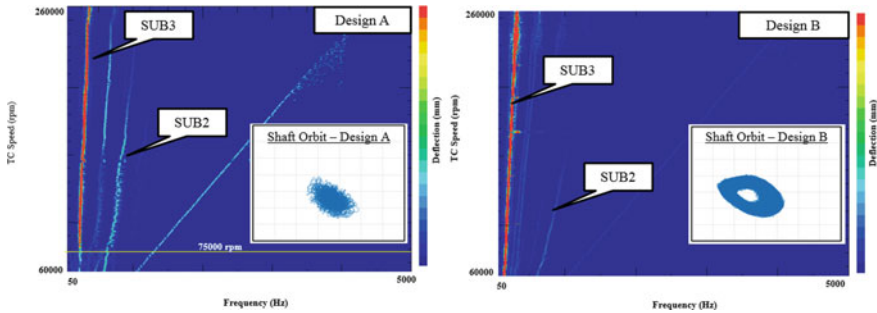 260000
Design A
SUB3
SUB2
TC Speed (rpm)
Deflection (mm)
Shaft Orbit – Design A
75000 rpm
60000
50
5000
Frequency (Hz)
260000
Design B
SUB3
SUB2
TC Speed (rpm)
Deflection (mm)
Shaft Orbit – Design B
60000
50
5000
Frequency (Hz)